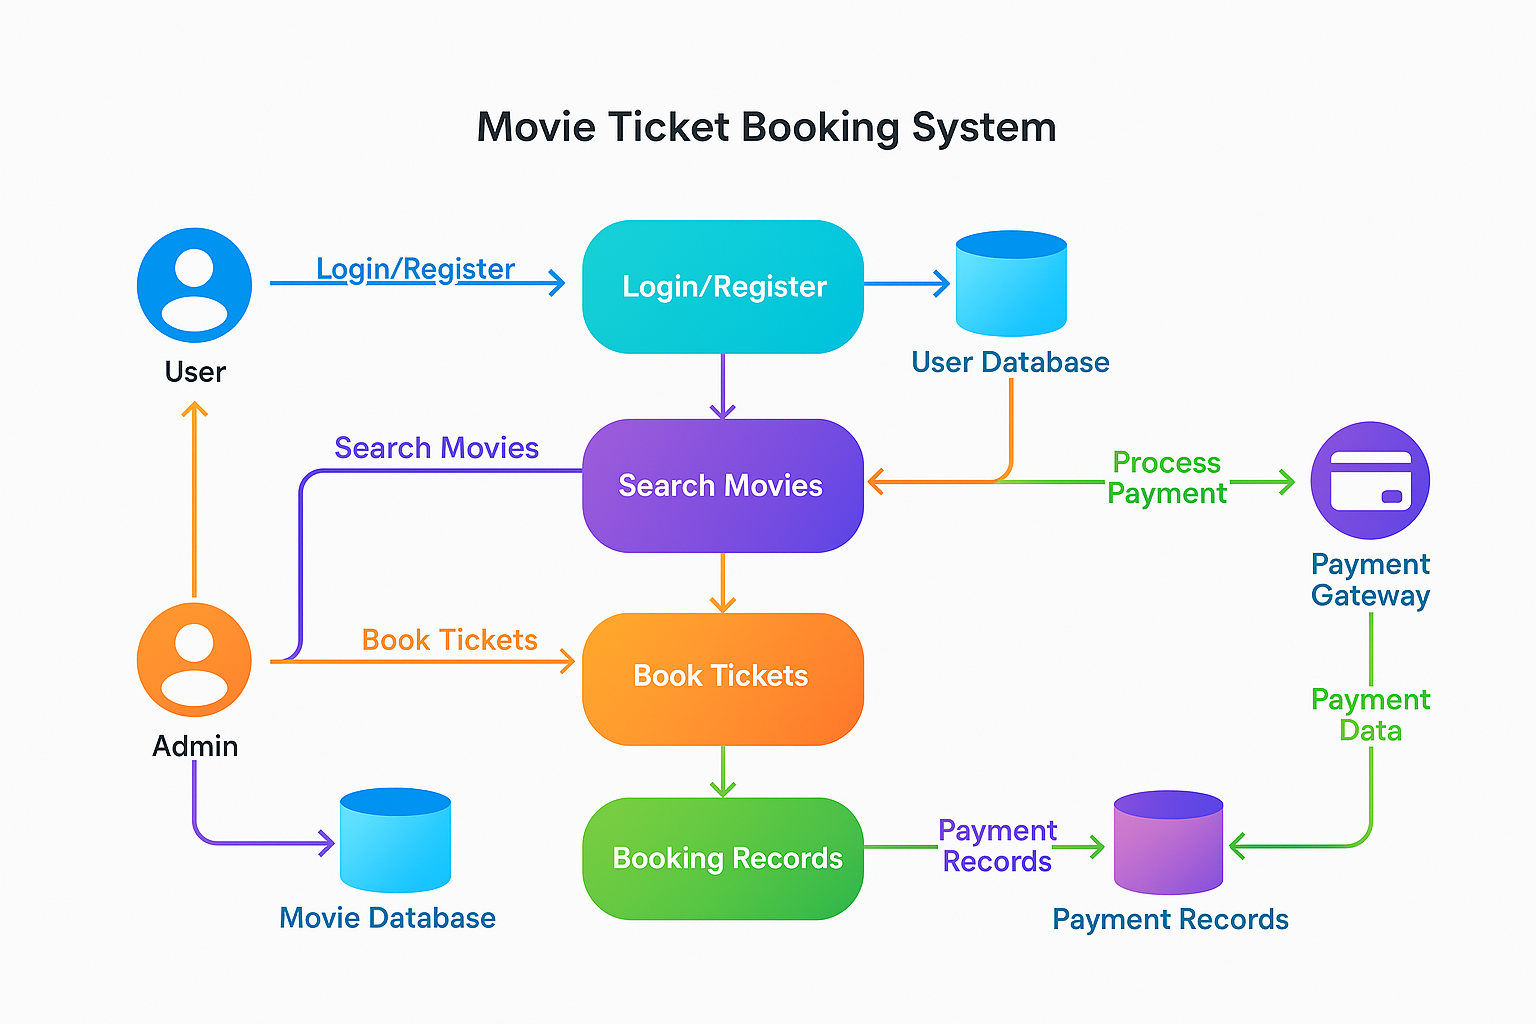 Movie Ticket Booking System
Login/Register
Login/Register
User
User Database
Search Movies
Search Movies
Process
Payment
Payment
Gateway
Book Tickets
Book Tickets
Admin
Payment
Data
Booking Records
Payment
Records
Movie Database
Payment Records